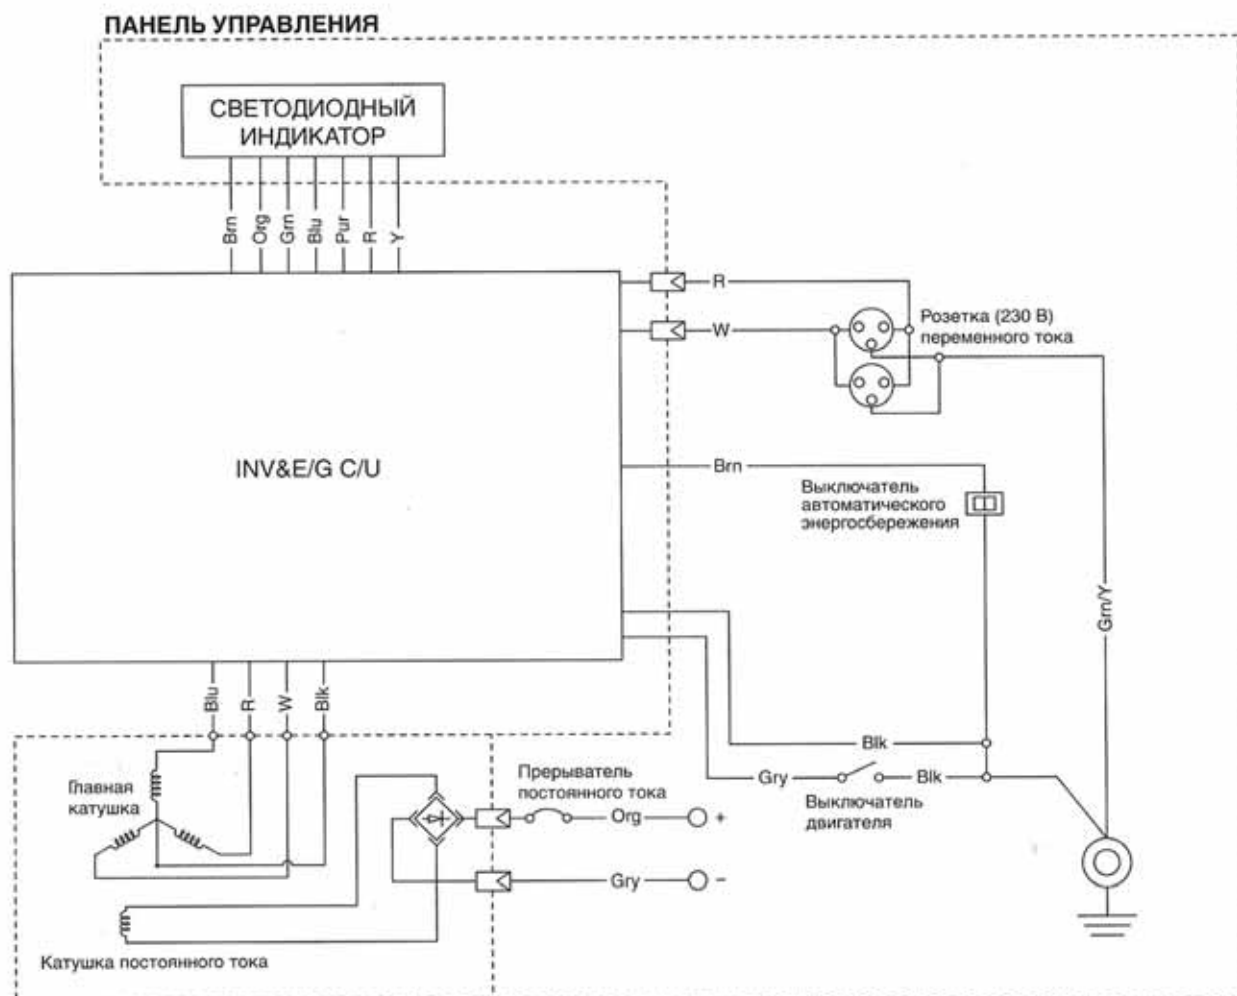 ПАНЕЛЬ УПРАВЛЕНИЯ
СВЕТОДИОДНЫЙ
ИНДИКАТОР
Brn
Org
Grn
Blu
Pur
R
Y
R
W
Розетка (230 В)
переменного тока
INV&E/G C/U
Brn
Выключатель
автоматического
энергосбережения
Grn/Y
Blu
R
W
Blk
Blk
Главная
катушка
Прерыватель
постоянного тока
Gry
Blk
Выключатель
двигателя
Org
+
Gry
−
Катушка постоянного тока